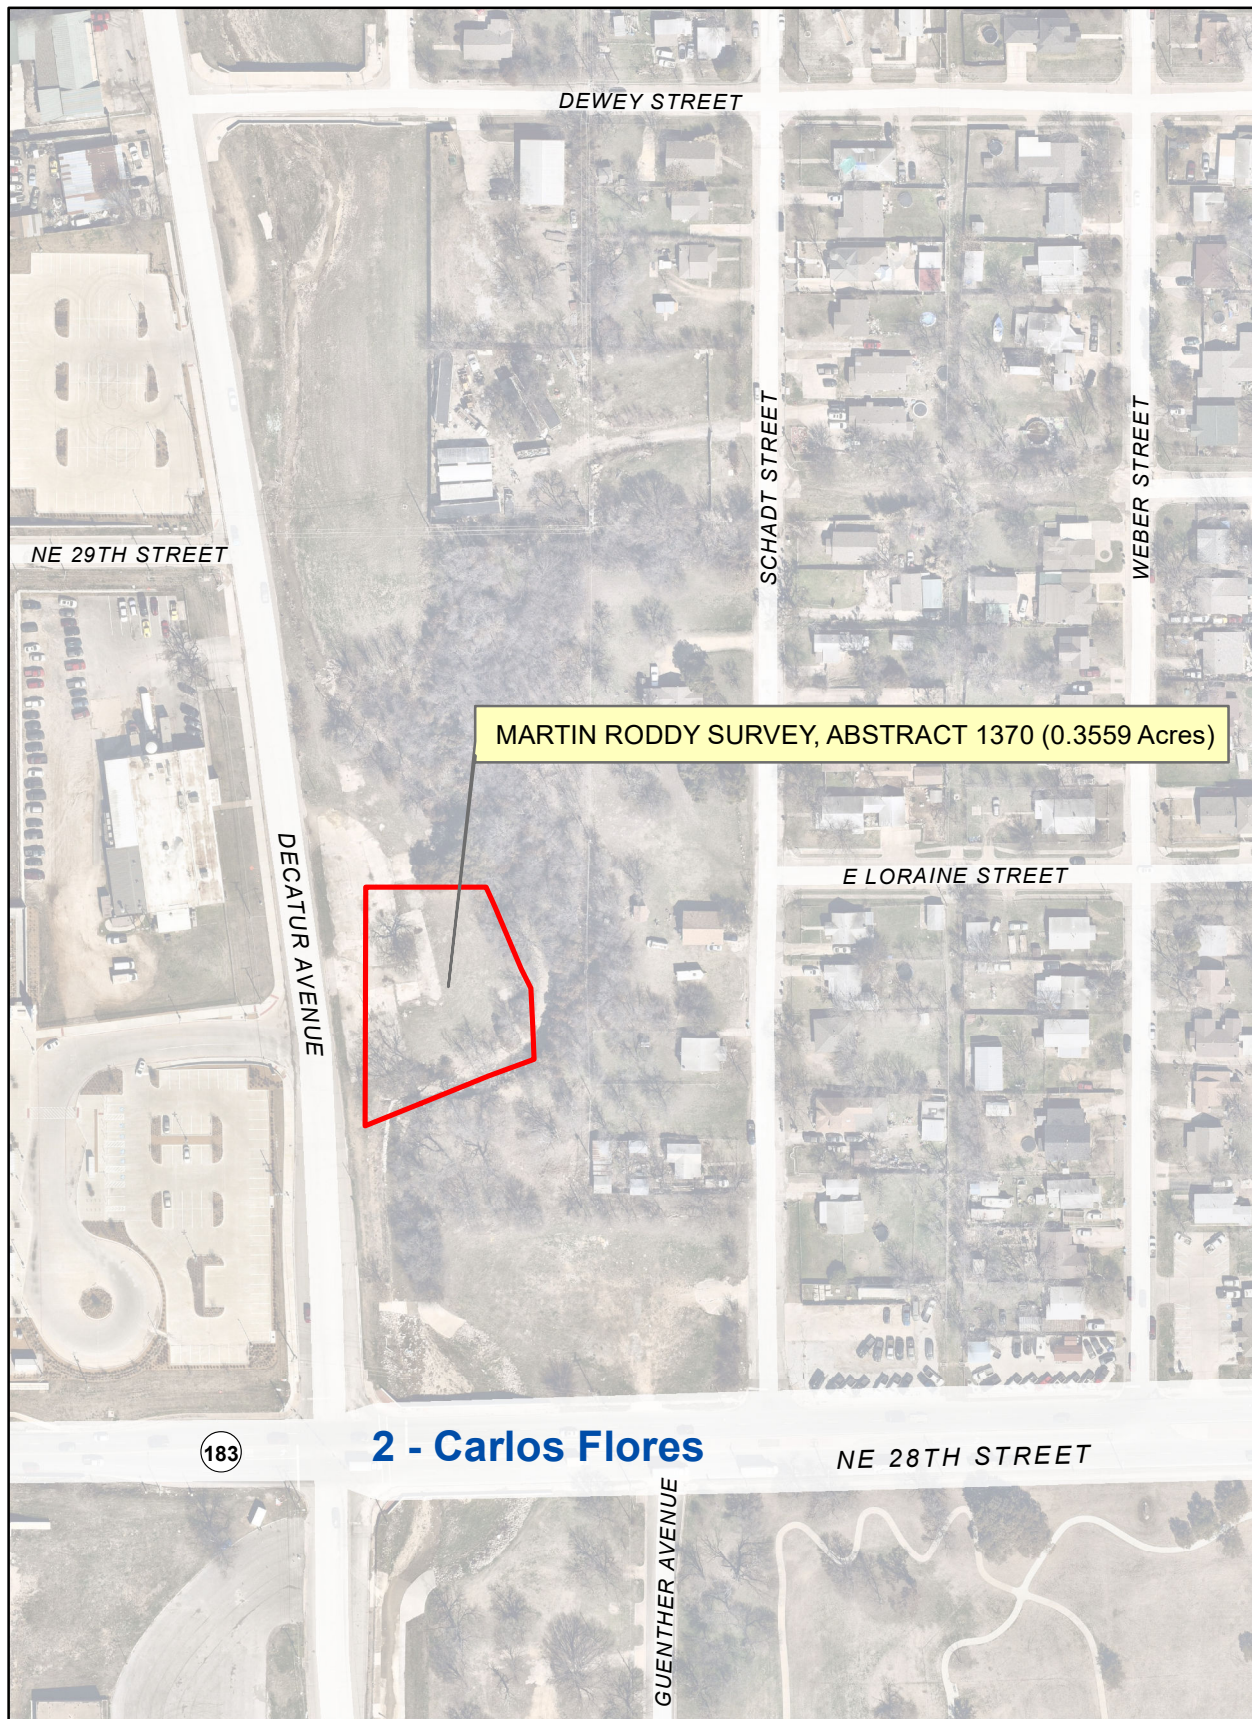 DEWEY STREET
SCHADT STREET
WEBER STREET
NE 29TH STREET
MARTIN RODDY SURVEY, ABSTRACT 1370 (0.3559 Acres)
DECATUR AVENUE
E LORAINE STREET
183
2 - Carlos Flores
NE 28TH STREET
GUENTHER AVENUE